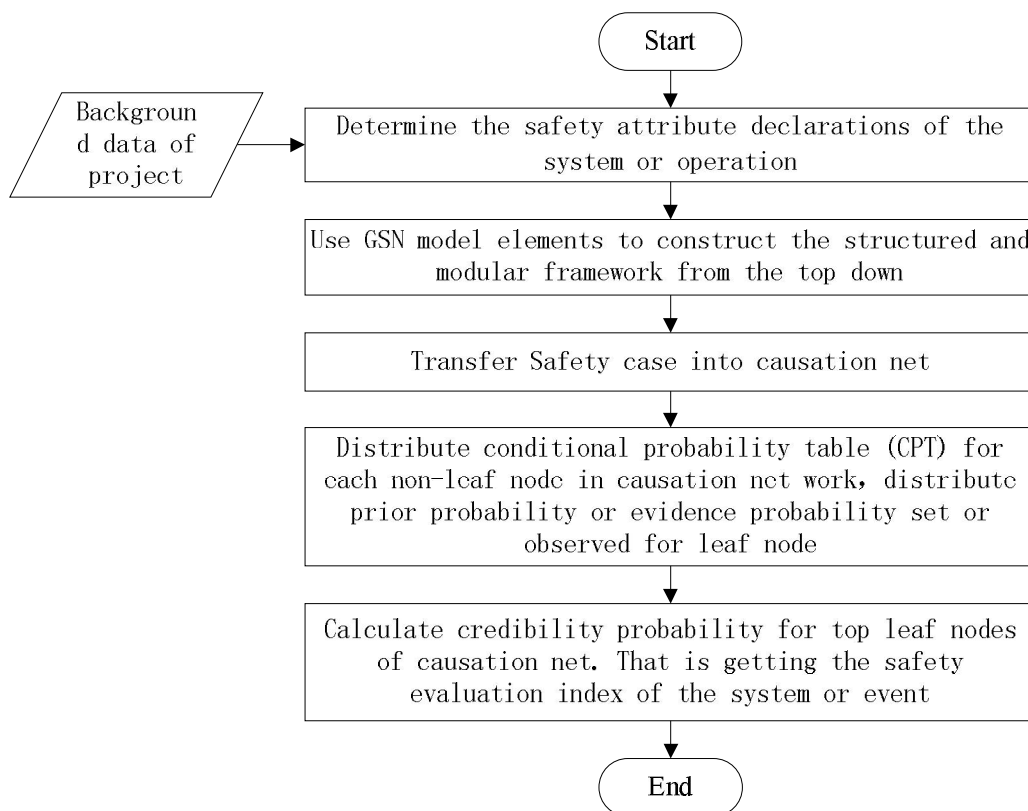 Start
Backgroun
d data of
project
Determine the safety attribute declarations of the
system or operation
Use GSN model elements to construct the structured and
modular framework from the top down
Transfer Safety case into causation net
Distribute conditional probability table (CPT) for
each non-leaf node in causation net work, distribute
prior probability or evidence probability set or
observed for leaf node
Calculate credibility probability for top leaf nodes
of causation net. That is getting the safety
evaluation index of the system or event
End